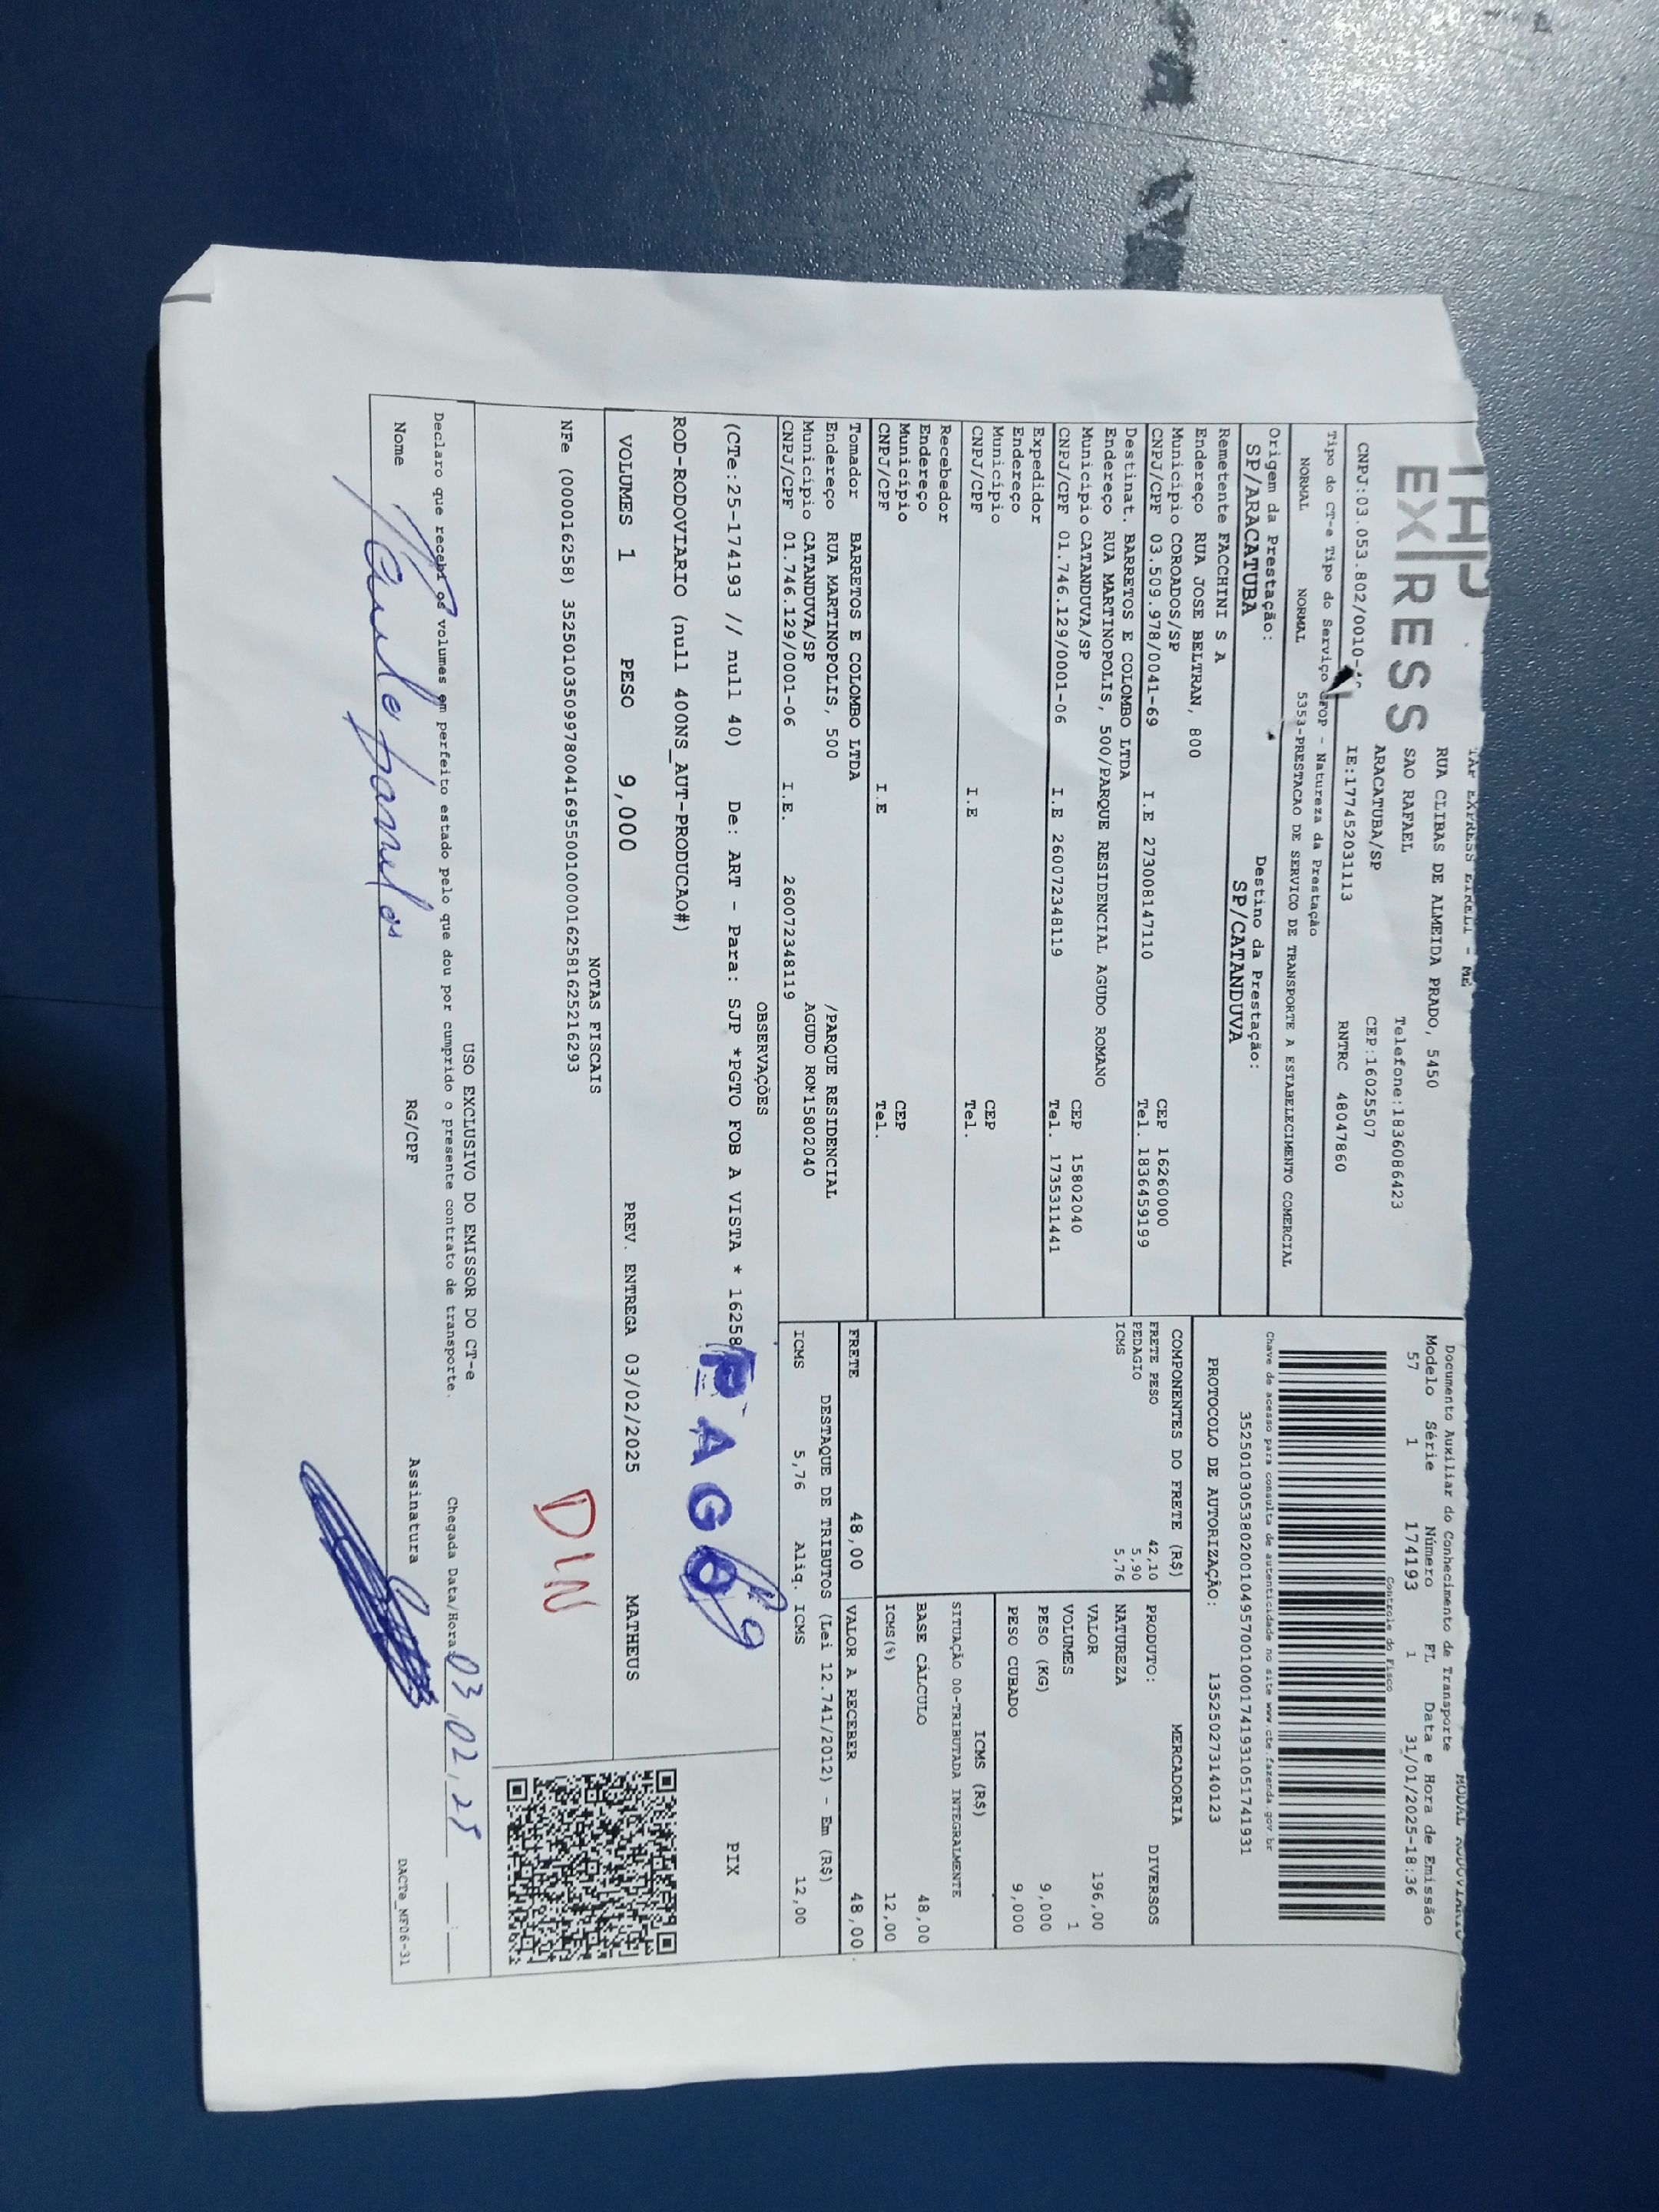 EXPRESS
RUA CLIBAS DE ALMEIDA PRADO, 5450
SAO RAFAEL Telefone:1836086423
ARACATUBA/SP CEP:16025507
CNPJ:03.053.802/0010- IE:177452031113 RNTRC 48047860
Tipo do CT-e Tipo do Serviço CFOP - Natureza da Prestação
NORMAL NORMAL 5353-PRESTACAO DE SERVICO DE TRANSPORTE A ESTABELECIMENTO COMERCIAL
Origem da Prestação: Destino da Prestação:
SP/ARACATUBA SP/CATANDUVA
MODAL RODOVIARIO
Documento Auxiliar do Conhecimento de Transporte
Modelo Série Número FL Data e Hora de Emissão
57 1 174193 1 31/01/2025-18:36
Controle do Fisco
Chave de acesso para consulta de autenticidade no site www.cte.fazenda.gov.br
35250103053802001049570010001741931051741931
PROTOCOLO DE AUTORIZAÇÃO: 135250273140123
Remetente FACCHINI S A
Endereço RUA JOSE BELTRAN, 800
Município COROADOS/SP CEP 16260000
CNPJ/CPF 03.509.978/0041-69 I.E 273008147110 Tel. 1836459199
Destinat. BARRETOS E COLOMBO LTDA
Endereço RUA MARTINOPOLIS, 500/PARQUE RESIDENCIAL AGUDO ROMANO
Município CATANDUVA/SP CEP 15802040
CNPJ/CPF 01.746.129/0001-06 I.E 260072348119 Tel. 1735311441
Expedidor
Endereço
Município CEP
CNPJ/CPF I.E Tel.
Recebedor
Endereço
Município CEP
CNPJ/CPF I.E Tel.
Tomador BARRETOS E COLOMBO LTDA
Endereço RUA MARTINOPOLIS, 500 /PARQUE RESIDENCIAL
Município CATANDUVA/SP AGUDO ROM15802040
CNPJ/CPF 01.746.129/0001-06 I.E. 260072348119
COMPONENTES DO FRETE (R$)
FRETE PESO 42,10
PEDAGIO 5,90
ICMS 5,76
MERCADORIA
PRODUTO: DIVERSOS
NATUREZA
VALOR 196,00
VOLUMES 1
PESO (KG) 9,000
PESO CUBADO 9,000
ICMS (R$)
SITUAÇÃO 00-TRIBUTADA INTEGRALMENTE
BASE CÁLCULO 48,00
ICMS(%) 12,00
FRETE 48,00 VALOR A RECEBER 48,00
DESTAQUE DE TRIBUTOS (Lei 12.741/2012) - Em (R$)
ICMS 5,76 Aliq. ICMS 12,00
OBSERVAÇÕES
(CTe:25-174193 // null 40) De: ART - Para: SJP *PGTO FOB A VISTA * 16258
ROD-RODOVIARIO (null 400NS_AUT-PRODUCAO#)
PAGO
PIX
VOLUMES 1 PESO 9,000 PREV. ENTREGA 03/02/2025 MATHEUS
NOTAS FISCAIS
NFe (000016258) 35250103509978004169550010000162581625216293
DIN
USO EXCLUSIVO DO EMISSOR DO CT-e
Declaro que recebi os volumes em perfeito estado pelo que dou por cumprido o presente contrato de transporte. Chegada Data/Hora: 03,02,25
Nome RG/CPF Assinatura DACTe_MF06-31